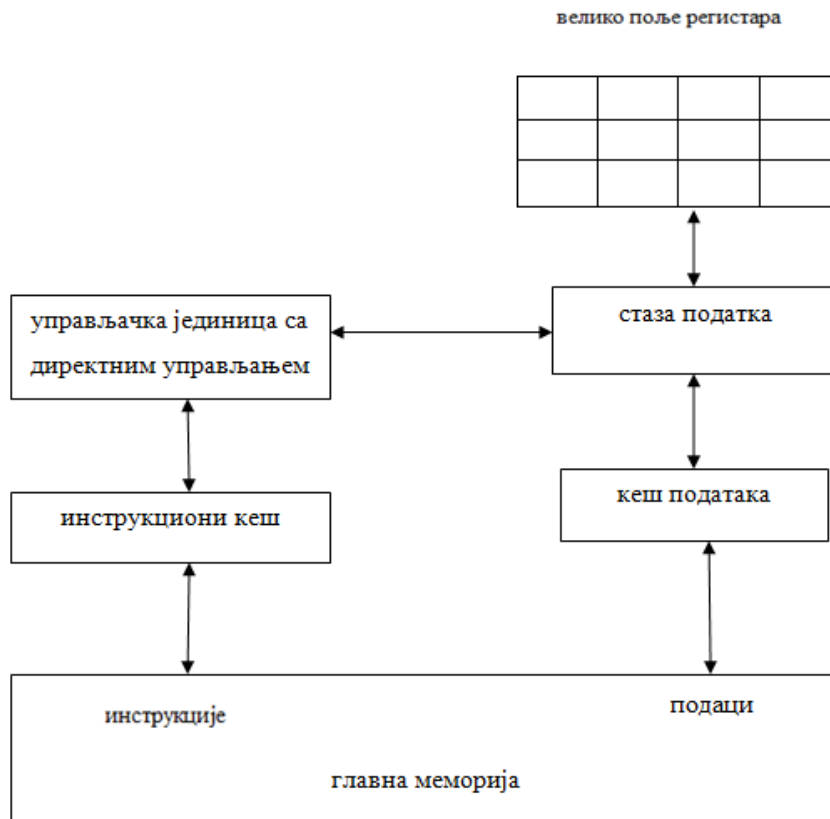 велико поље регистара
управљачка јединица са
директним управљањем
стаза податка
инструкциони кеш
кеш података
инструкције
подаци
главна меморија